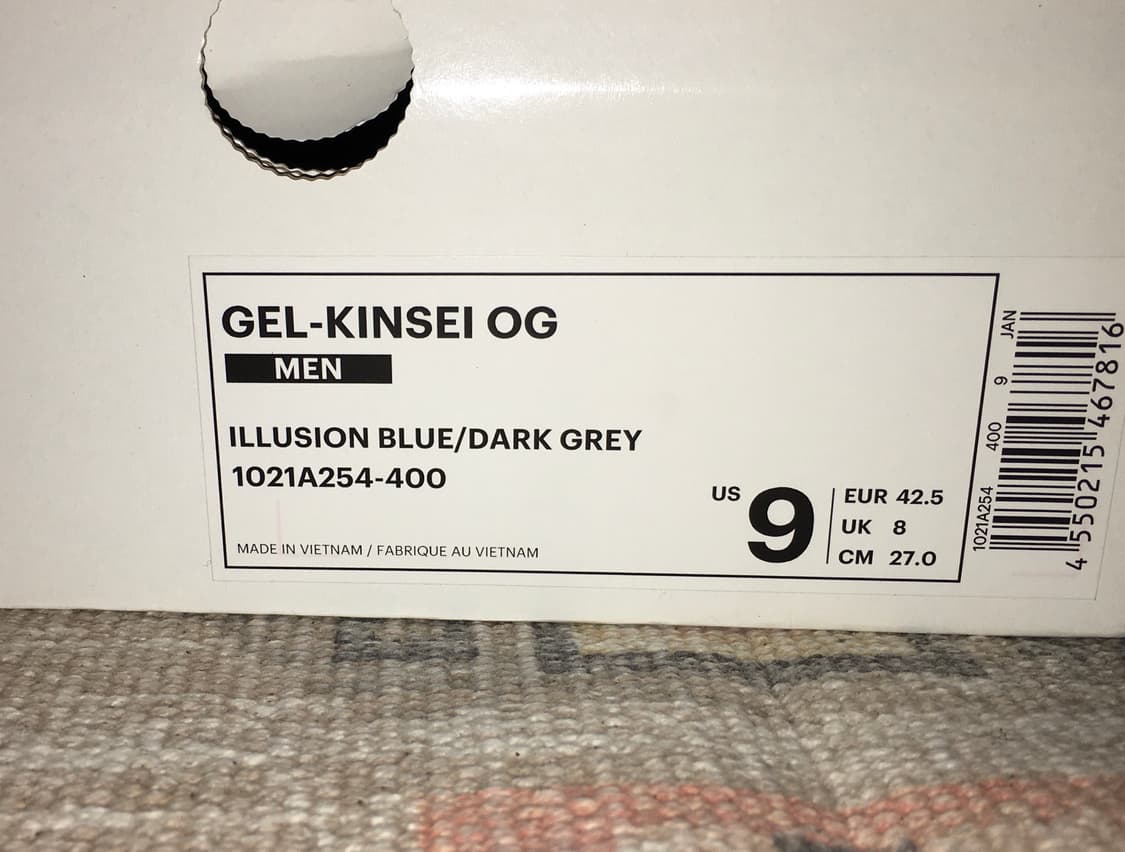 GEL-KINSEI OG
MEN
ILLUSION BLUE/DARK GREY
1021A254-400
MADE IN VIETNAM / FABRIQUE AU VIETNAM
US 9
EUR 42.5
UK 8
CM 27.0
1021A254 400 9 JAN
4 550215 467816